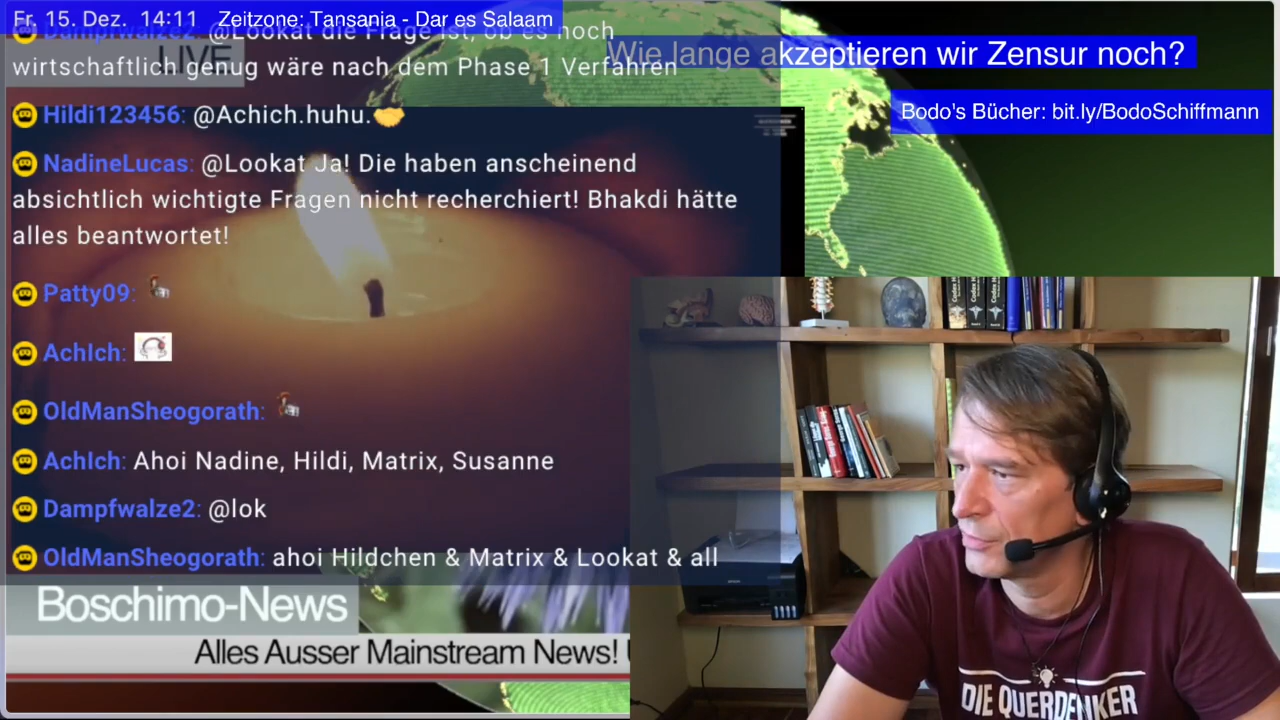 Fr. 15. Dez. 14:11 Zeitzone: Tansania - Dar es Salaam
Dampfwalze2: @Lookat die Frage ist, ob es noch
wirtschaftlich genug wäre nach dem Phase 1 Verfahren
LIVE
Wie lange akzeptieren wir Zensur noch?
Bodo's Bücher: bit.ly/BodoSchiffmann
Hildi123456: @Achich.huhu.🤝
NadineLucas: @Lookat Ja! Die haben anscheinend
absichtlich wichtigte Fragen nicht recherchiert! Bhakdi hätte
alles beantwortet!
Patty09:
AchIch:
OldManSheogorath:
AchIch: Ahoi Nadine, Hildi, Matrix, Susanne
Dampfwalze2: @lok
OldManSheogorath: ahoi Hildchen & Matrix & Lookat & all
Boschimo-News
Alles Ausser Mainstream News!
DIE QUERDENKER